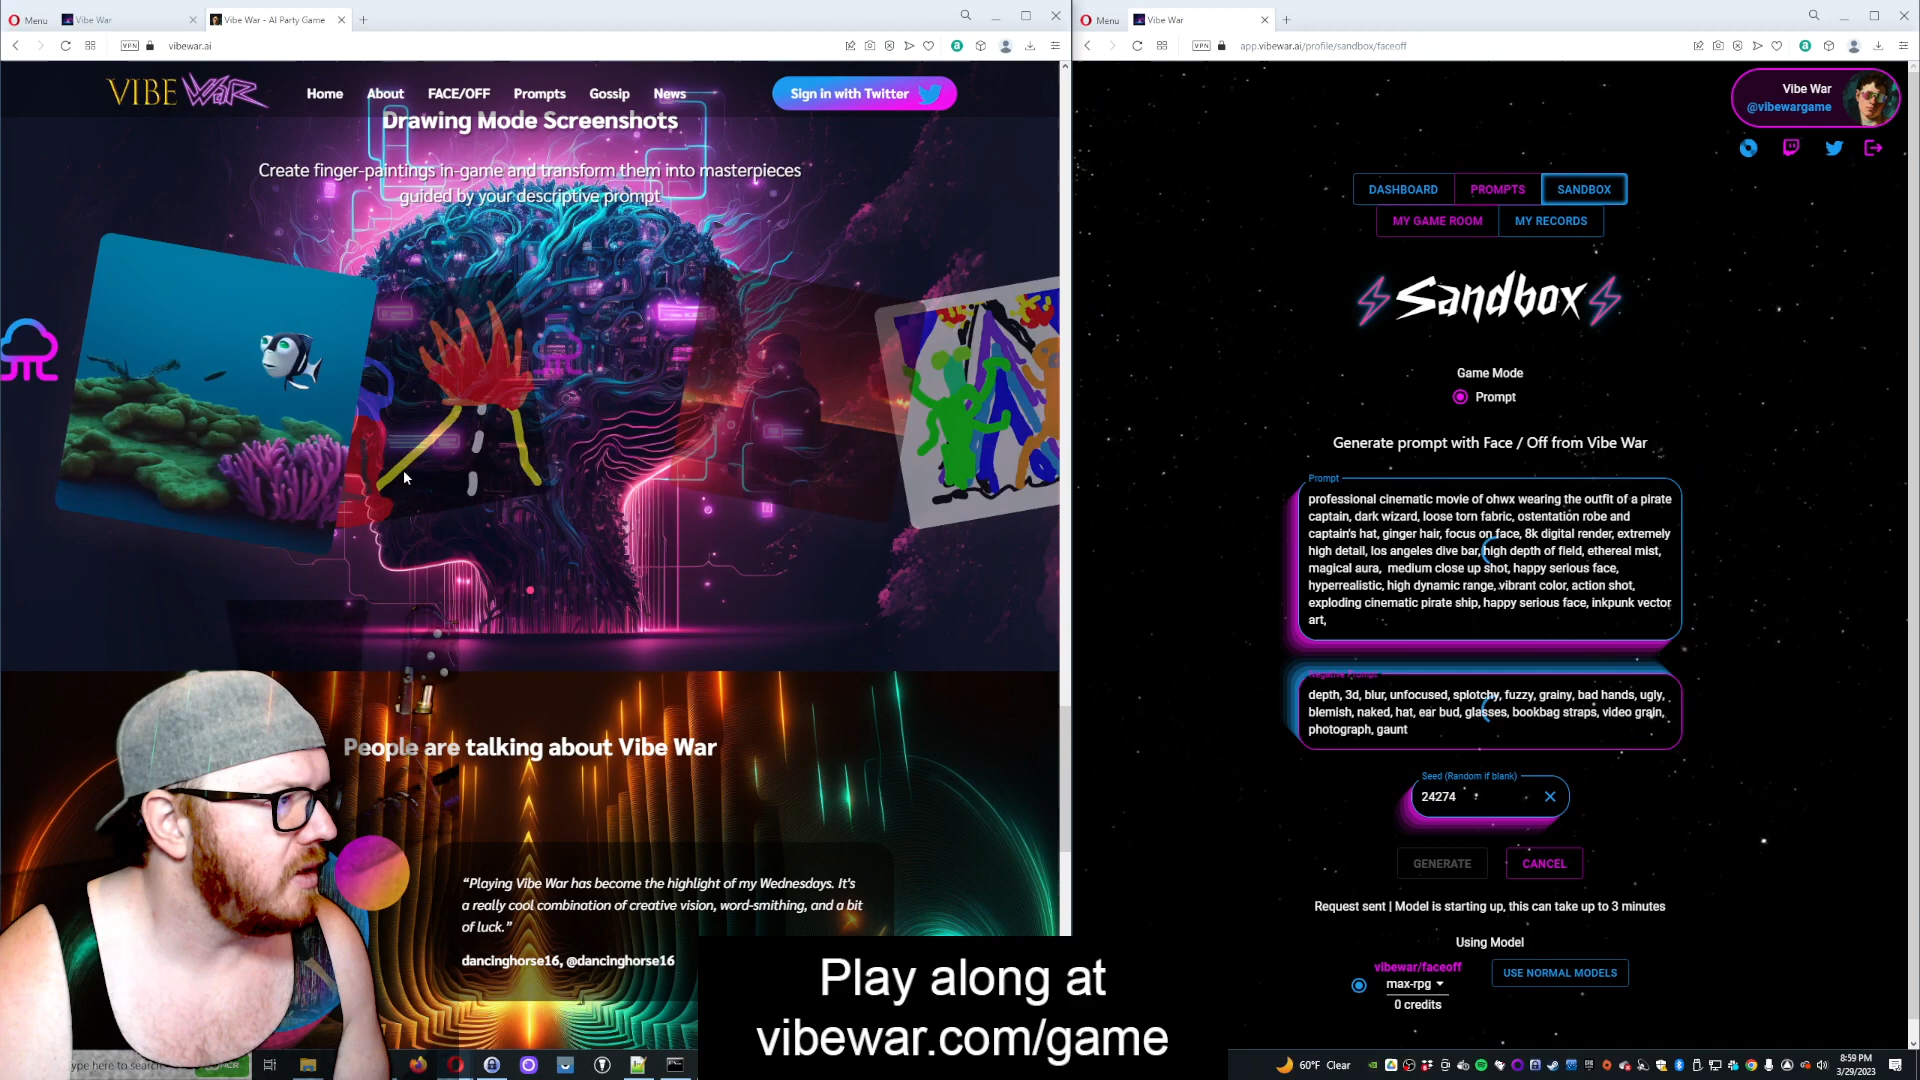 Menu
Vibe War
Vibe War - AI Party Game
VPN
vibewar.ai
VIBE WAR
Home
About
FACE/OFF
Prompts
Gossip
News
Sign in with Twitter
Drawing Mode Screenshots
Create finger-paintings in-game and transform them into masterpieces
guided by your descriptive prompt
People are talking about Vibe War
“Playing Vibe War has become the highlight of my Wednesdays. It's
a really cool combination of creative vision, word-smithing, and a bit
of luck.”
dancinghorse16, @dancinghorse16
Play along at
vibewar.com/game
ype here to search
Menu
Vibe War
VPN
app.vibewar.ai/profile/sandbox/faceoff
Vibe War
@vibewargame
DASHBOARD
PROMPTS
SANDBOX
MY GAME ROOM
MY RECORDS
Sandbox
Game Mode
Prompt
Generate prompt with Face / Off from Vibe War
Prompt
professional cinematic movie of ohwx wearing the outfit of a pirate
captain, dark wizard, loose torn fabric, ostentation robe and
captain's hat, ginger hair, focus on face, 8k digital render, extremely
high detail, los angeles dive bar, high depth of field, ethereal mist,
magical aura,  medium close up shot, happy serious face,
hyperrealistic, high dynamic range, vibrant color, action shot,
exploding cinematic pirate ship, happy serious face, inkpunk vector
art,
Negative Prompt
depth, 3d, blur, unfocused, splotchy, fuzzy, grainy, bad hands, ugly,
blemish, naked, hat, ear bud, glasses, bookbag straps, video grain,
photograph, gaunt
Seed (Random if blank)
24274
GENERATE
CANCEL
Request sent | Model is starting up, this can take up to 3 minutes
Using Model
vibewar/faceoff
max-rpg
0 credits
USE NORMAL MODELS
60°F Clear
8:59 PM
3/29/2023